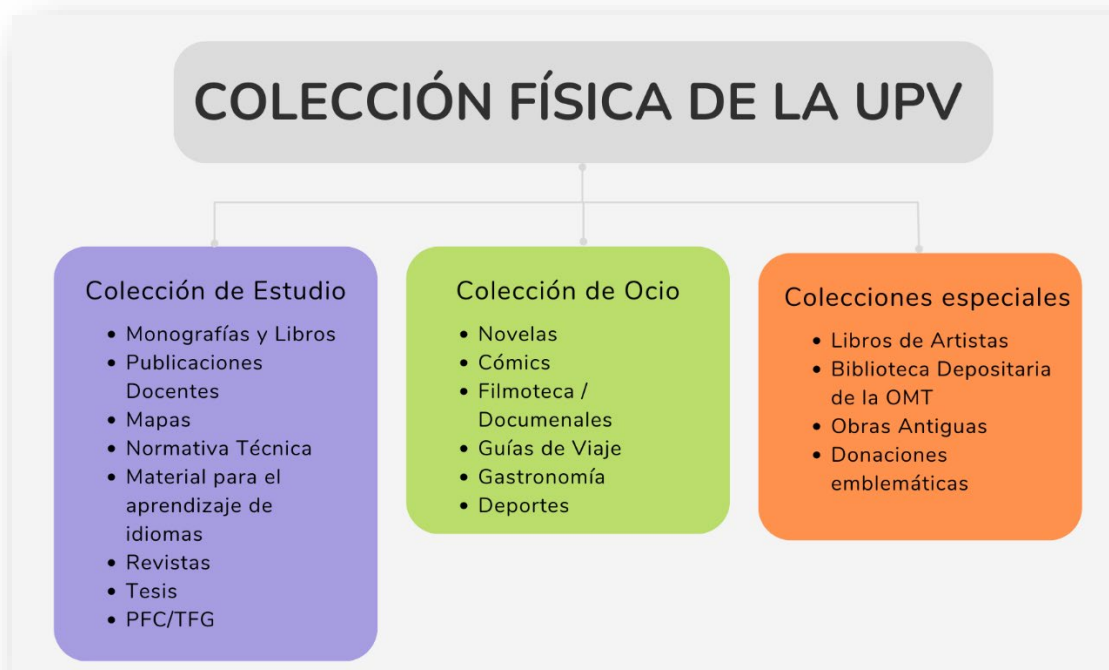 COLECCIÓN FÍSICA DE LA UPV
Colección de Estudio
• Monografías y Libros
• Publicaciones
Docentes
• Mapas
• Normativa Técnica
• Material para el
aprendizaje de
idiomas
• Revistas
• Tesis
• PFC/TFG
Colección de Ocio
• Novelas
• Cómics
• Filmoteca /
Documenales
• Guías de Viaje
• Gastronomía
• Deportes
Colecciones especiales
• Libros de Artistas
• Biblioteca Depositaria
de la OMT
• Obras Antiguas
• Donaciones
emblemáticas